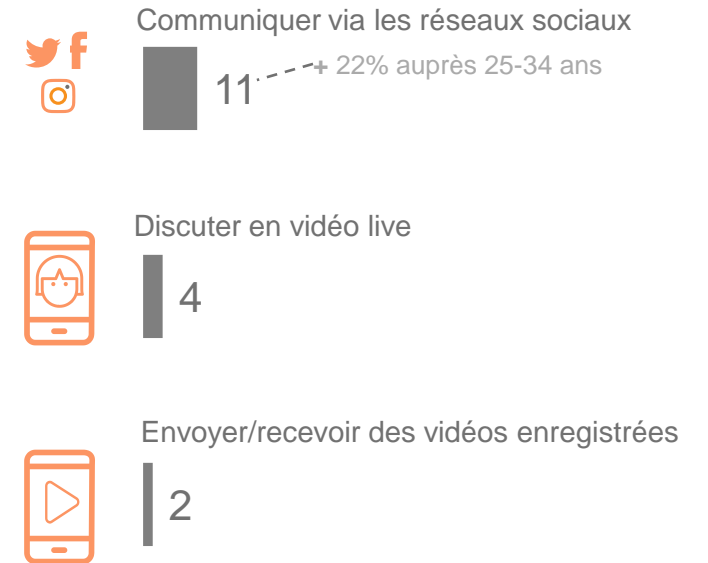 Communiquer via les réseaux sociaux
11
+ 22% auprès 25-34 ans
Discuter en vidéo live
4
Envoyer/recevoir des vidéos enregistrées
2